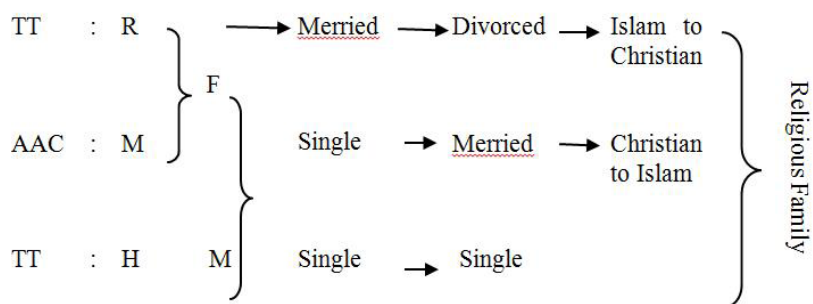 TT : R Merried Divorced Islam to
Christian
F
AAC : M Single Merried Christian
to Islam
TT : H M Single Single
Religious Family